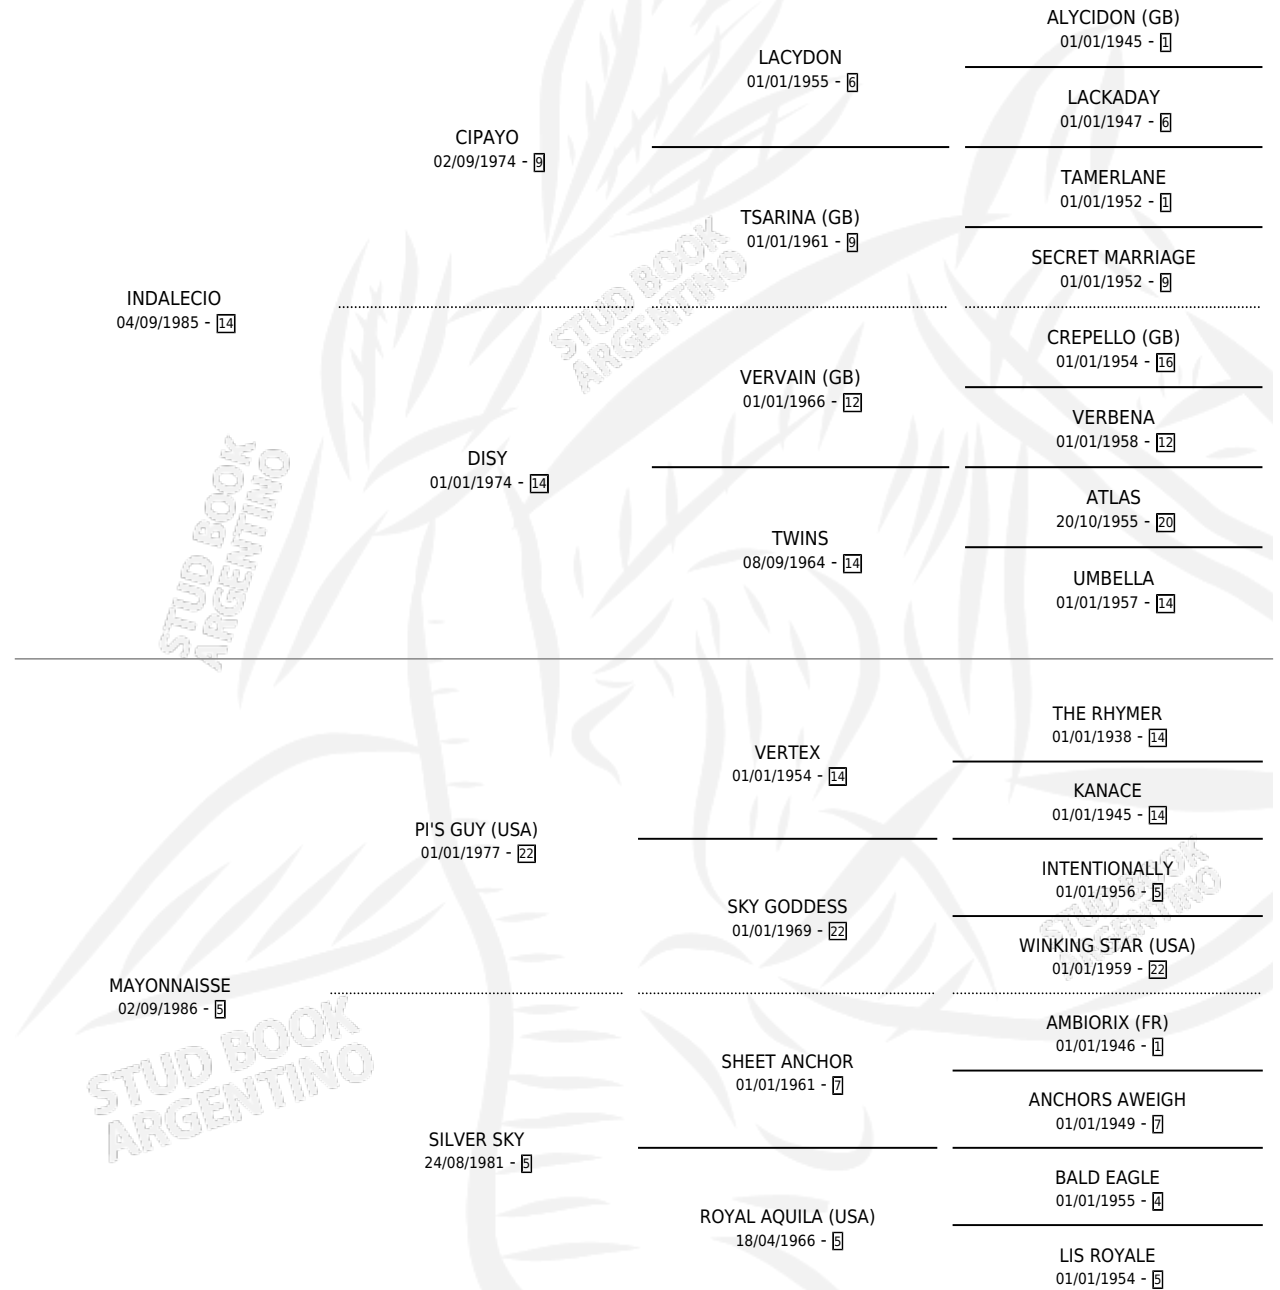 ALYCIDON (GB)
01/01/1945 - 1
LACYDON
01/01/1955 - 6
LACKADAY
01/01/1947 - 6
CIPAYO
02/09/1974 - 9
TAMERLANE
01/01/1952 - 1
TSARINA (GB)
01/01/1961 - 9
SECRET MARRIAGE
01/01/1952 - 9
INDALECIO
04/09/1985 - 14
CREPELLO (GB)
01/01/1954 - 16
VERVAIN (GB)
01/01/1966 - 12
VERBENA
01/01/1958 - 12
DISY
01/01/1974 - 14
ATLAS
20/10/1955 - 20
TWINS
08/09/1964 - 14
UMBELLA
01/01/1957 - 14
THE RHYMER
01/01/1938 - 14
VERTEX
01/01/1954 - 14
KANACE
01/01/1945 - 14
PI'S GUY (USA)
01/01/1977 - 22
INTENTIONALLY
01/01/1956 - 5
SKY GODDESS
01/01/1969 - 22
WINKING STAR (USA)
01/01/1959 - 22
MAYONNAISSE
02/09/1986 - 5
AMBIORIX (FR)
01/01/1946 - 1
SHEET ANCHOR
01/01/1961 - 7
ANCHORS AWEIGH
01/01/1949 - 7
SILVER SKY
24/08/1981 - 5
BALD EAGLE
01/01/1955 - 4
ROYAL AQUILA (USA)
18/04/1966 - 5
LIS ROYALE
01/01/1954 - 5
STUD BOOK
ARGENTINO
STUD BOOK
ARGENTINO
STUD BOOK
ARGENTINO
STUD BOOK
ARGENTINO